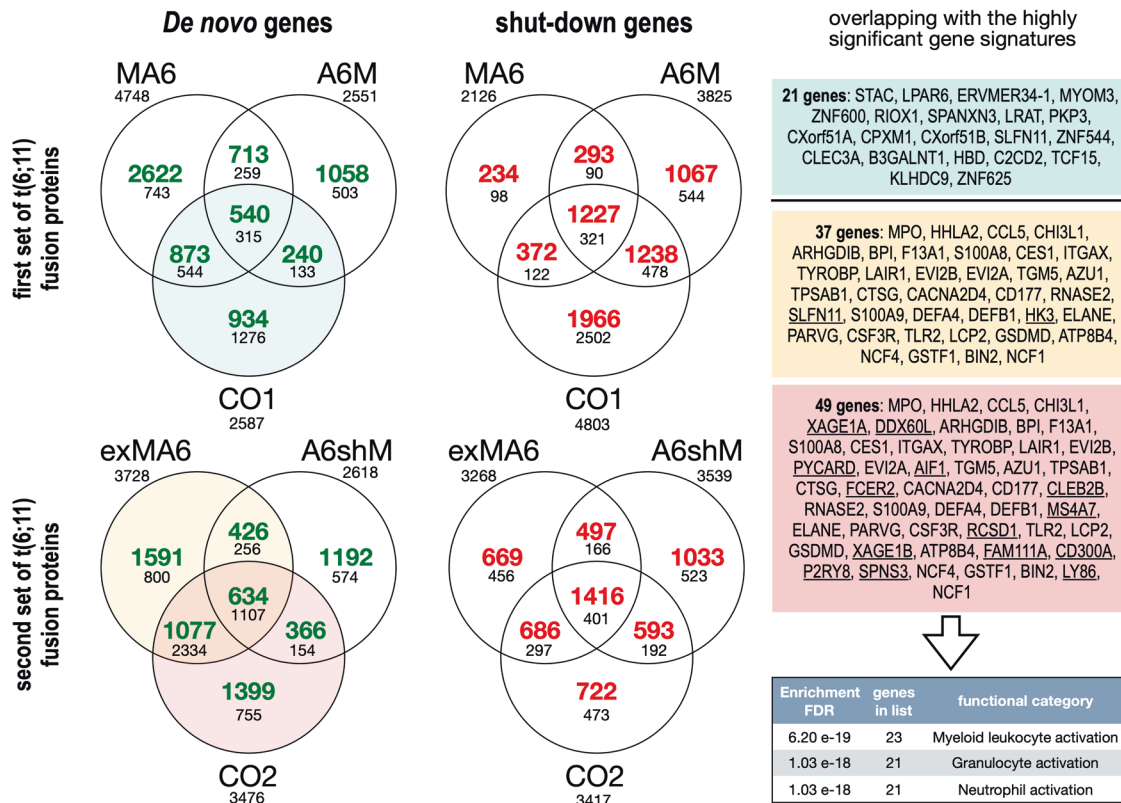 De novo genes
shut-down genes
overlapping with the highly
significant gene signatures
first set of t(6;11)
fusion proteins
MA6
4748
A6M
2551
713
259
2622
743
1058
503
540
315
873
544
240
133
934
1276
CO1
2587
MA6
2126
A6M
3825
293
90
234
98
1067
544
1227
321
372
122
1238
478
1966
2502
CO1
4803
21 genes: STAC, LPAR6, ERVMER34-1, MYOM3,
ZNF600, RIOX1, SPANXN3, LRAT, PKP3,
CXorf51A, CPXM1, CXorf51B, SLFN11, ZNF544,
CLEC3A, B3GALNT1, HBD, C2CD2, TCF15,
KLHDC9, ZNF625
37 genes: MPO, HHLA2, CCL5, CHI3L1,
ARHGDIB, BPI, F13A1, S100A8, CES1, ITGAX,
TYROBP, LAIR1, EVI2B, EVI2A, TGM5, AZU1,
TPSAB1, CTSG, CACNA2D4, CD177, RNASE2,
SLFN11, S100A9, DEFA4, DEFB1, HK3, ELANE,
PARVG, CSF3R, TLR2, LCP2, GSDMD, ATP8B4,
NCF4, GSTF1, BIN2, NCF1
second set of t(6;11)
fusion proteins
exMA6
3728
A6shM
2618
426
256
1591
800
1192
574
634
1107
1077
2334
366
154
1399
755
CO2
3476
exMA6
3268
A6shM
3539
497
166
669
456
1033
523
1416
401
686
297
593
192
722
473
CO2
3417
49 genes: MPO, HHLA2, CCL5, CHI3L1,
XAGE1A, DDX60L, ARHGDIB, BPI, F13A1,
S100A8, CES1, ITGAX, TYROBP, LAIR1, EVI2B,
PYCARD, EVI2A, AIF1, TGM5, AZU1, TPSAB1,
CTSG, FCER2, CACNA2D4, CD177, CLEB2B,
RNASE2, S100A9, DEFA4, DEFB1, MS4A7,
ELANE, PARVG, CSF3R, RCSD1, TLR2, LCP2,
GSDMD, XAGE1B, ATP8B4, FAM111A, CD300A,
P2RY8, SPNS3, NCF4, GSTF1, BIN2, LY86,
NCF1
Enrichment FDR genes in list functional category
6.20 e-19 23 Myeloid leukocyte activation
1.03 e-18 21 Granulocyte activation
1.03 e-18 21 Neutrophil activation